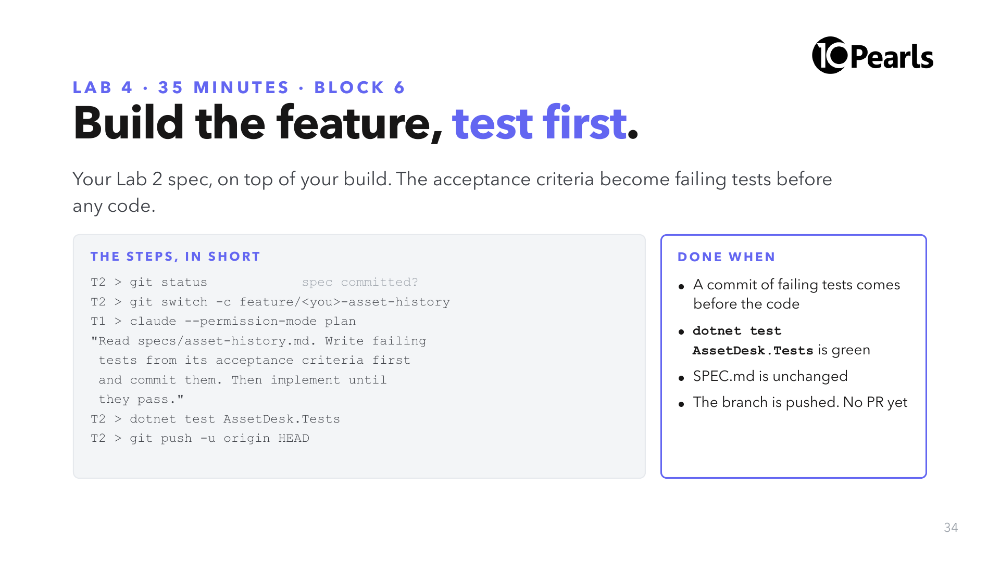 10Pearls
LAB 4 · 35 MINUTES · BLOCK 6
Build the feature, test first.
Your Lab 2 spec, on top of your build. The acceptance criteria become failing tests before
any code.
THE STEPS, IN SHORT
T2 > git status            spec committed?
T2 > git switch -c feature/<you>-asset-history
T1 > claude --permission-mode plan
"Read specs/asset-history.md. Write failing
 tests from its acceptance criteria first
 and commit them. Then implement until
 they pass."
T2 > dotnet test AssetDesk.Tests
T2 > git push -u origin HEAD
DONE WHEN
• A commit of failing tests comes
before the code
• dotnet test
AssetDesk.Tests is green
• SPEC.md is unchanged
• The branch is pushed. No PR yet
34